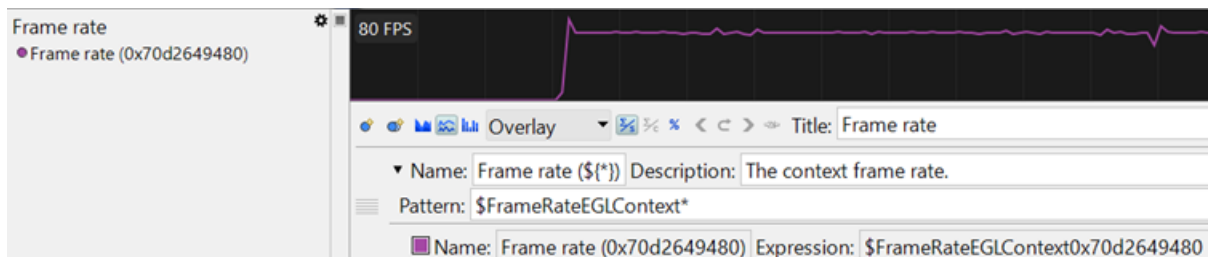 Frame rate
Frame rate (0x70d2649480)
80 FPS
Overlay Title: Frame rate
Name: Frame rate (${*}) Description: The context frame rate.
Pattern: $FrameRateEGLContext*
Name: Frame rate (0x70d2649480) Expression: $FrameRateEGLContext0x70d2649480